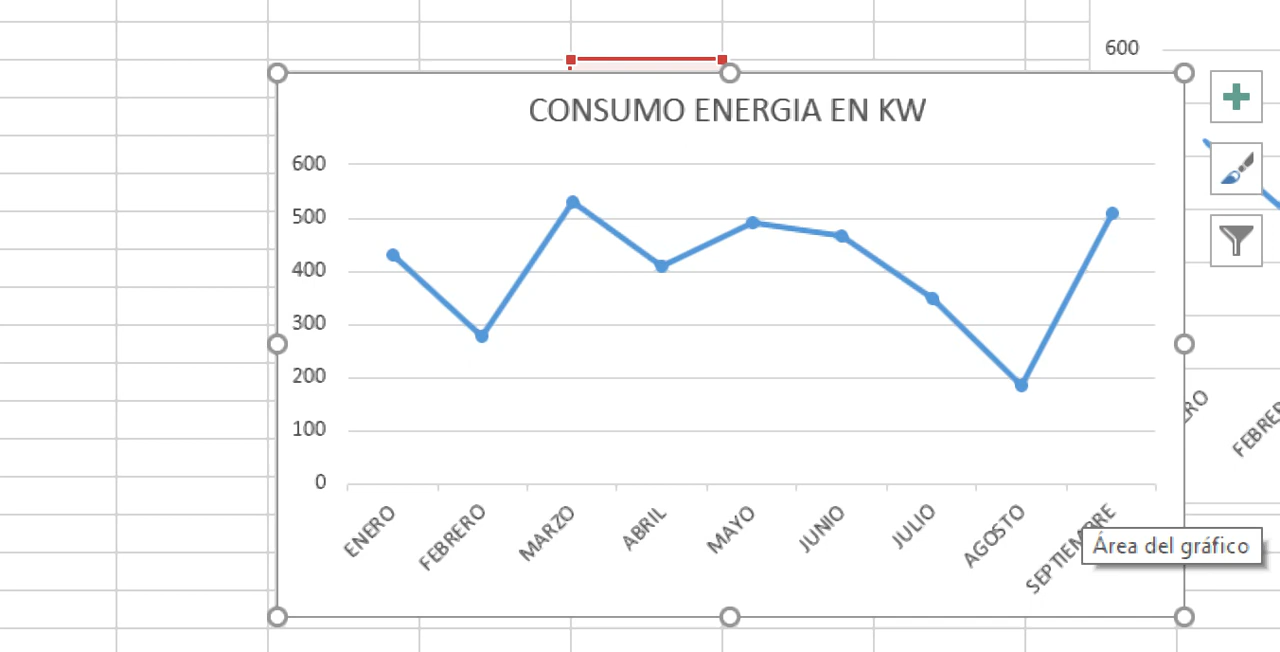 600
CONSUMO ENERGIA EN KW
600
500
400
300
200
100
0
ENERO
FEBRERO
MARZO
ABRIL
MAYO
JUNIO
JULIO
AGOSTO
SEPTIEMBRE
Área del gráfico